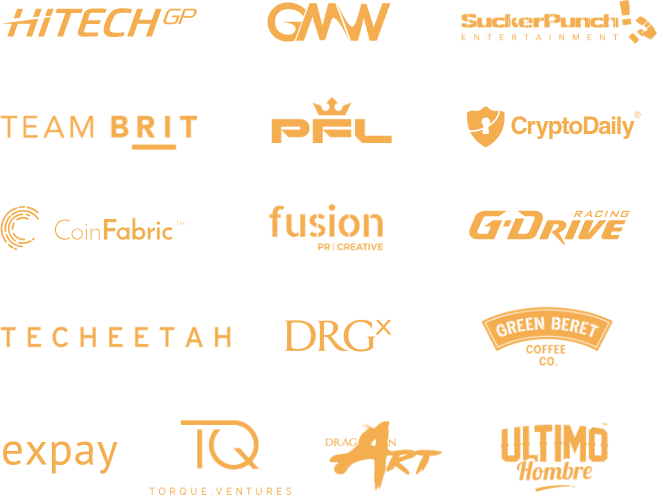 HiTECH GP
GMW
SuckerPunch
ENTERTAINMENT
TEAM BRIT
PFL
CryptoDaily®
CoinFabric™
fusion
PR | CREATIVE
G-DRIVE
RACING
TECHEETAH
DRGX
GREEN BERET
COFFEE
CO.
expay
TQ
TORQUE.VENTURES
DRAGON
ART
ULTIMO
Hombre